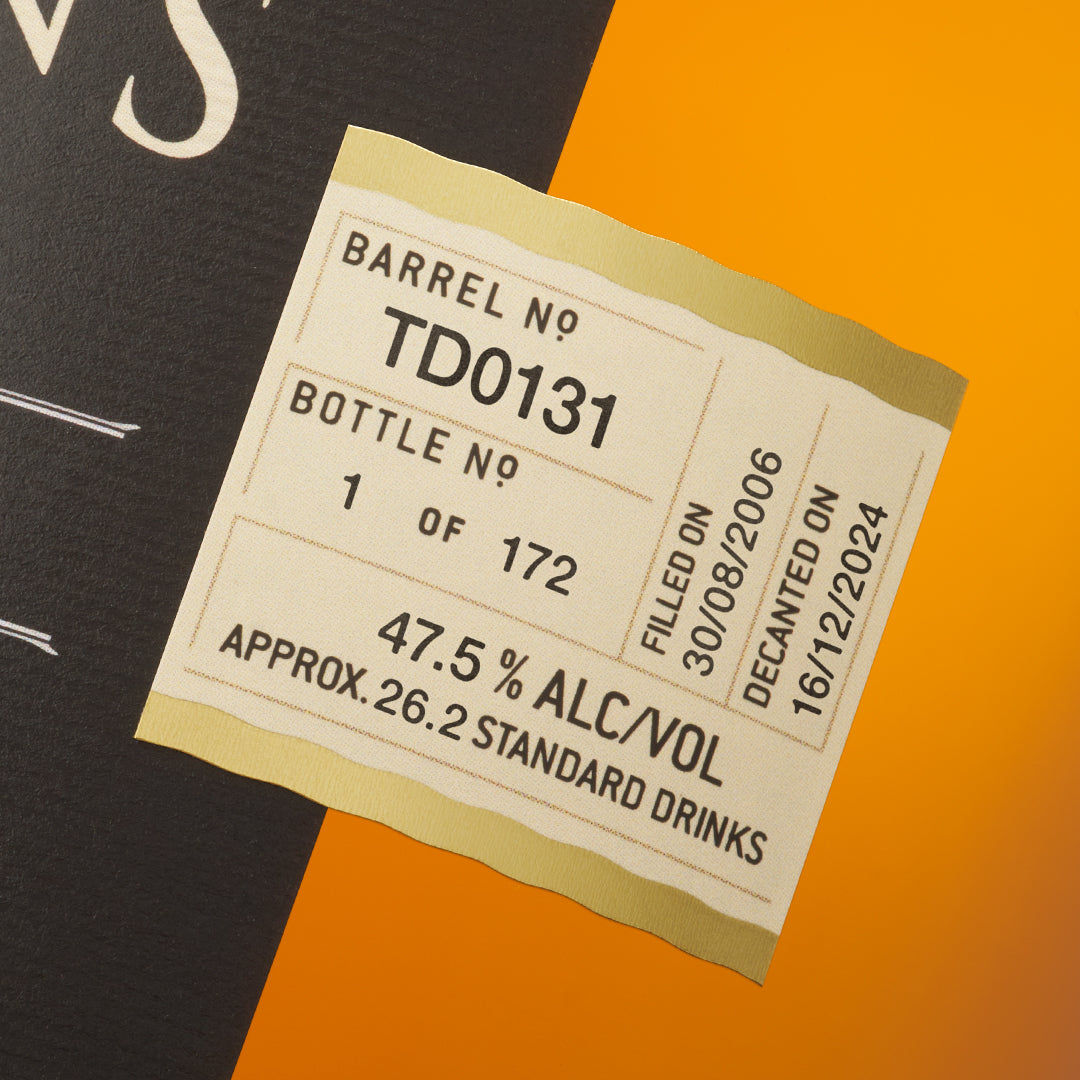 BARREL Nº
TD0131
BOTTLE Nº
1 OF 172
FILLED ON
30/08/2006
DECANTED ON
16/12/2024
47.5 % ALC/VOL
APPROX. 26.2 STANDARD DRINKS